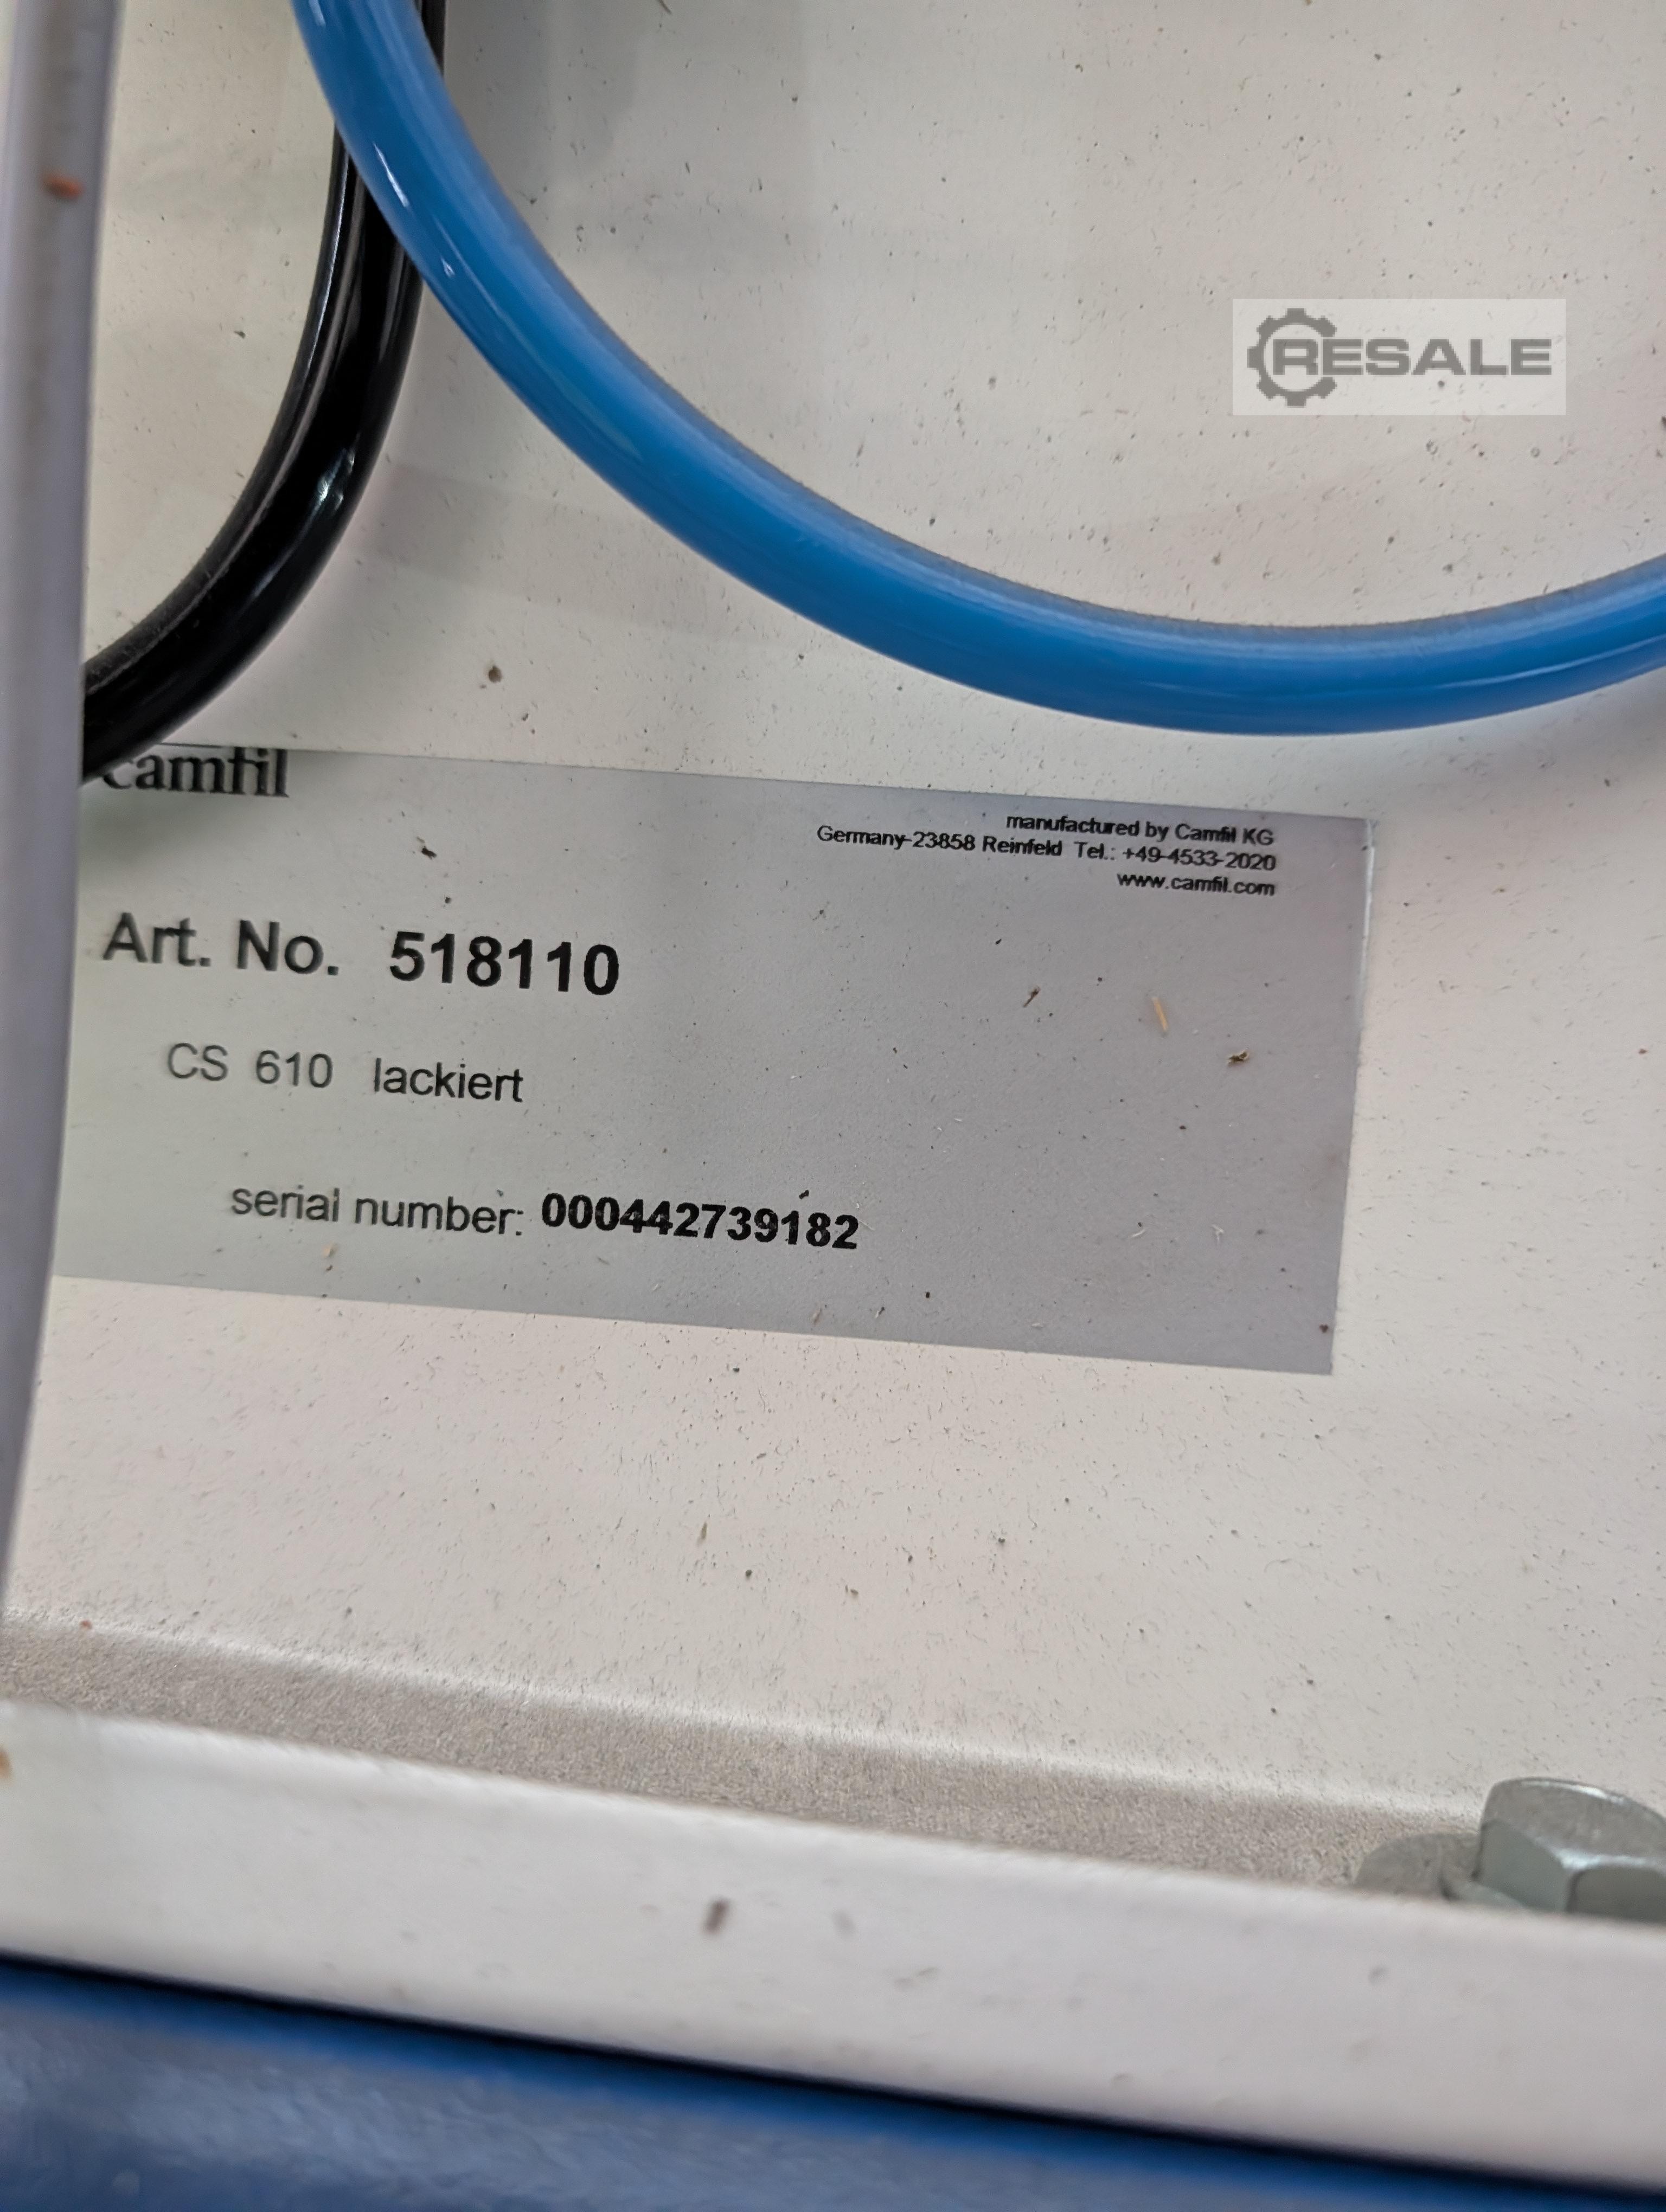 RESALE
camfil
manufactured by Camfil KG
Germany-23858 Reinfeld Tel.: +49-4533-2020
www.camfil.com
Art. No. 518110
CS 610 lackiert
serial number: 000442739182